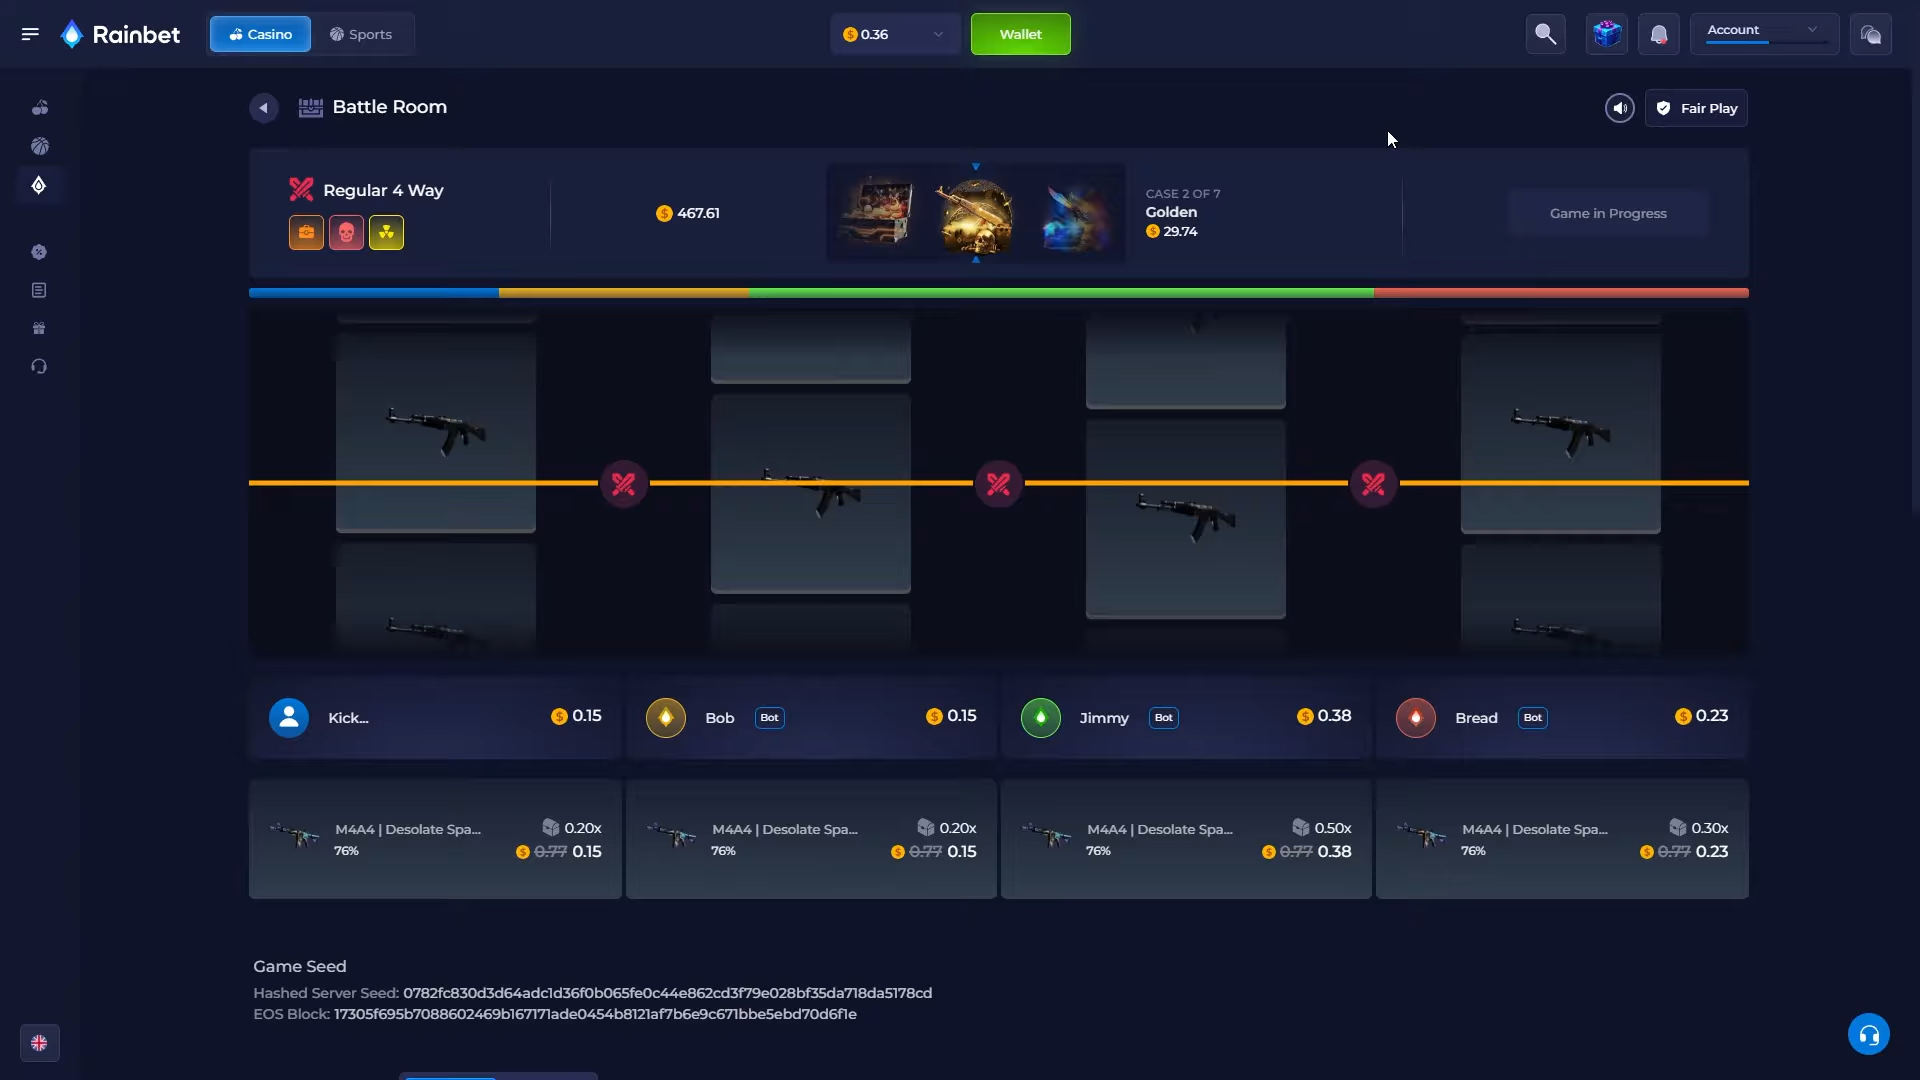 Rainbet
Casino
Sports
0.36
Wallet
Account
Battle Room
Fair Play
Regular 4 Way
467.61
CASE 2 OF 7
Golden
29.74
Game in Progress
Kick...
0.15
Bob
Bot
0.15
Jimmy
Bot
0.38
Bread
Bot
0.23
M4A4 | Desolate Spa...
0.20x
76%
0.77 0.15
M4A4 | Desolate Spa...
0.20x
76%
0.77 0.15
M4A4 | Desolate Spa...
0.50x
76%
0.77 0.38
M4A4 | Desolate Spa...
0.30x
76%
0.77 0.23
Game Seed
Hashed Server Seed: 0782fc830d3d64adc1d36f0b065fe0c44e862cd3f79e028bf35da718da5178cd
EOS Block: 17305f695b7088602469b167171ade0454b8121af7b6e9c671bbe5ebd70d6f1e